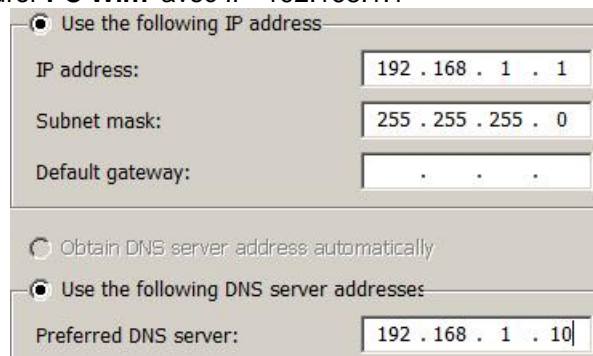 Use the following IP address
IP address: 192 . 168 . 1 . 1
Subnet mask: 255 . 255 . 255 . 0
Default gateway: . . .
Obtain DNS server address automatically
Use the following DNS server addresses
Preferred DNS server: 192 . 168 . 1 . 10